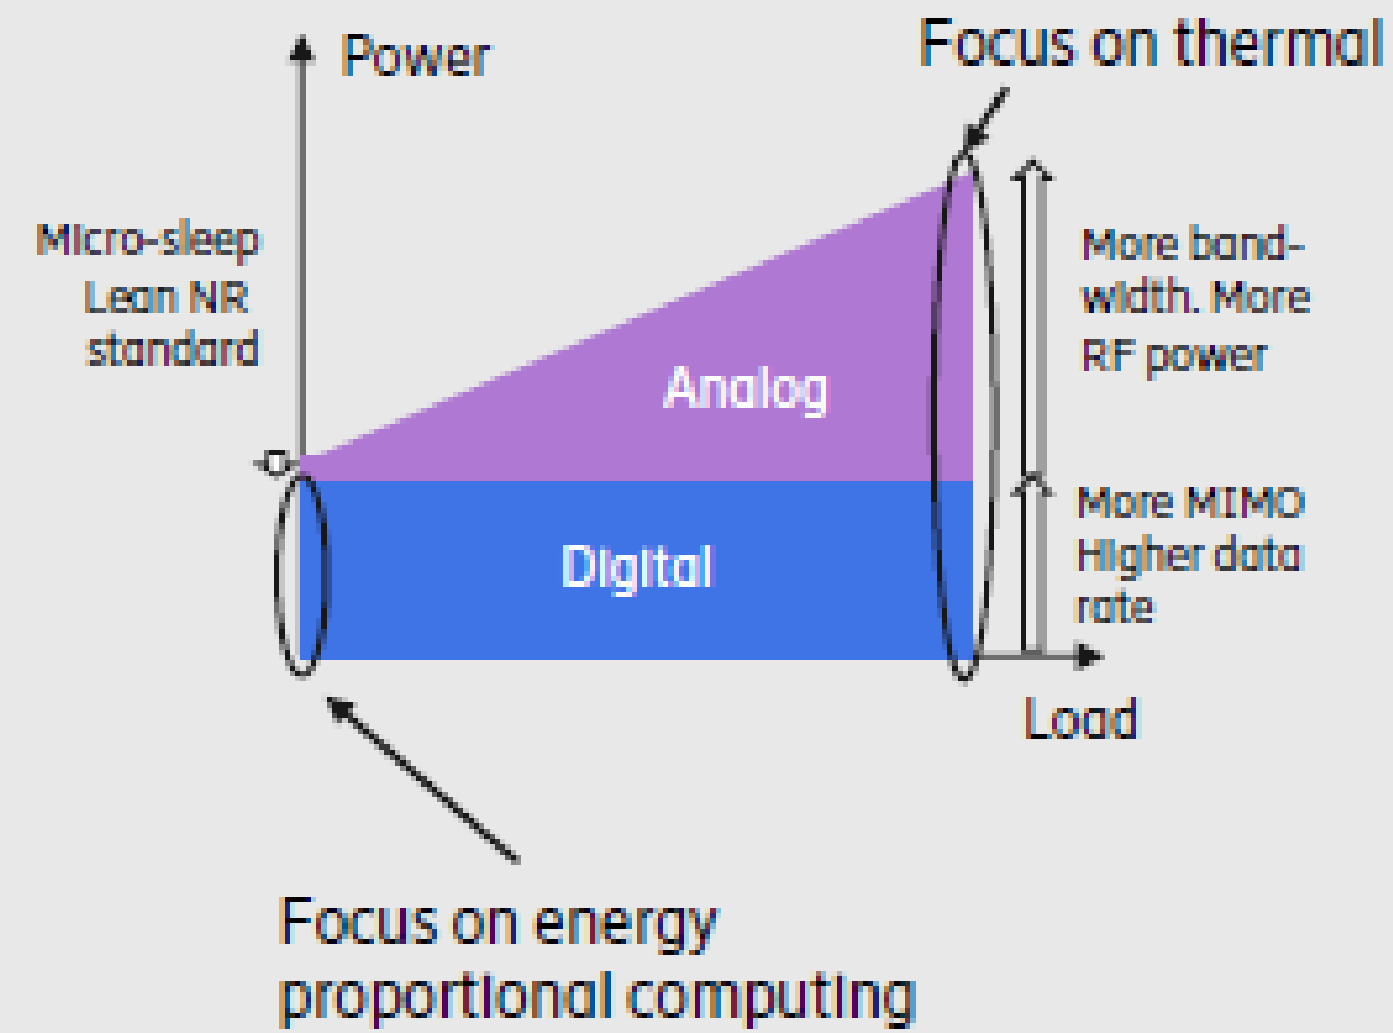 Power
Focus on thermal
Micro-sleep
Lean NR
standard
More band-
width. More
RF power
Analog
More MIMO
Higher data
rate
Digital
Load
Focus on energy
proportional computing